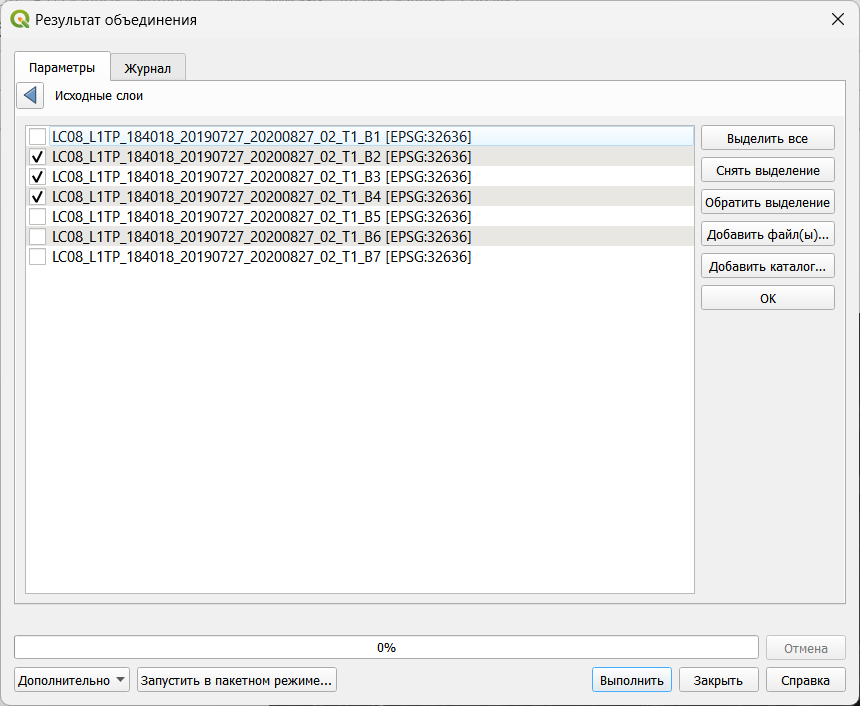 Результат объединения
Параметры
Журнал
Исходные слои
LC08_L1TP_184018_20190727_20200827_02_T1_B1 [EPSG:32636]
LC08_L1TP_184018_20190727_20200827_02_T1_B2 [EPSG:32636]
LC08_L1TP_184018_20190727_20200827_02_T1_B3 [EPSG:32636]
LC08_L1TP_184018_20190727_20200827_02_T1_B4 [EPSG:32636]
LC08_L1TP_184018_20190727_20200827_02_T1_B5 [EPSG:32636]
LC08_L1TP_184018_20190727_20200827_02_T1_B6 [EPSG:32636]
LC08_L1TP_184018_20190727_20200827_02_T1_B7 [EPSG:32636]
Выделить все
Снять выделение
Обратить выделение
Добавить файл(ы)...
Добавить каталог...
ОК
0%
Отмена
Дополнительно
Запустить в пакетном режиме...
Выполнить
Закрыть
Справка